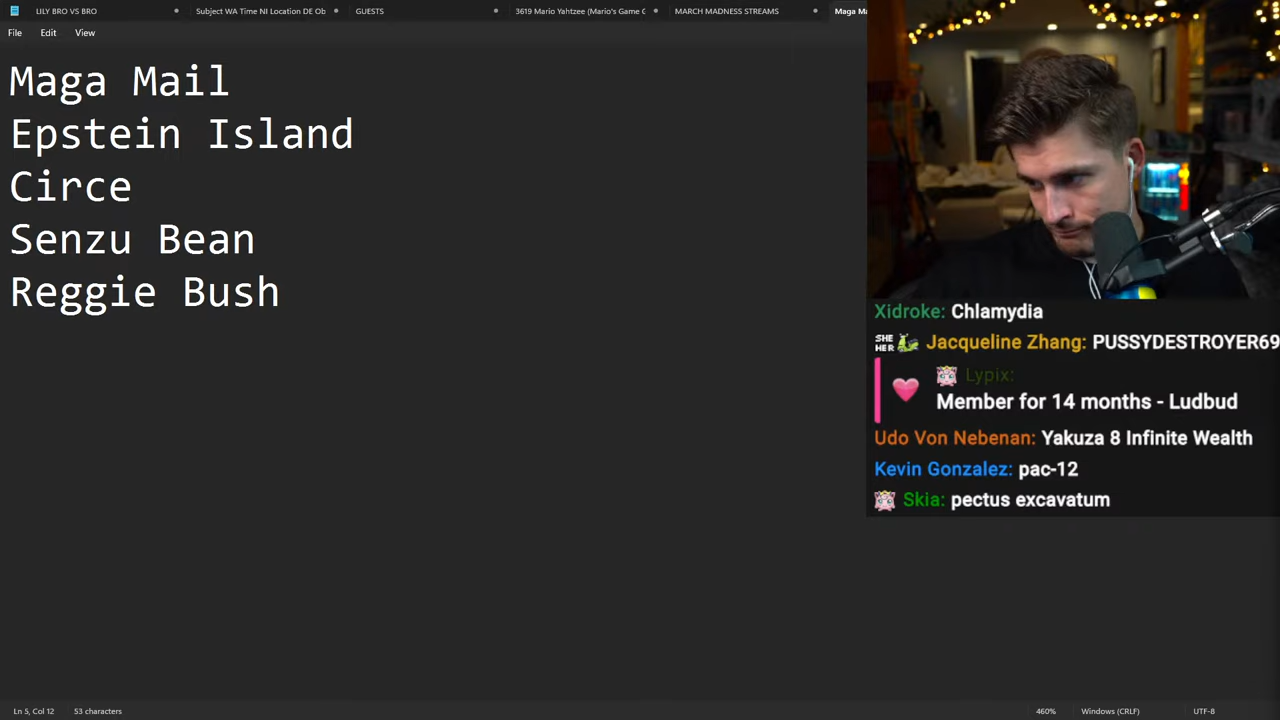 LILY BRO VS BRO
Subject WA Time NI Location DE Ob
GUESTS
3619 Mario Yahtzee (Mario's Game G
MARCH MADNESS STREAMS
Maga Ma
File Edit View
Maga Mail
Epstein Island
Circe
Senzu Bean
Reggie Bush
Xidroke: Chlamydia
SHE HER Jacqueline Zhang: PUSSYDESTROYER69
Lypix:
Member for 14 months - Ludbud
Udo Von Nebenan: Yakuza 8 Infinite Wealth
Kevin Gonzalez: pac-12
Skia: pectus excavatum
Ln 5, Col 12 53 characters 460% Windows (CRLF) UTF-8